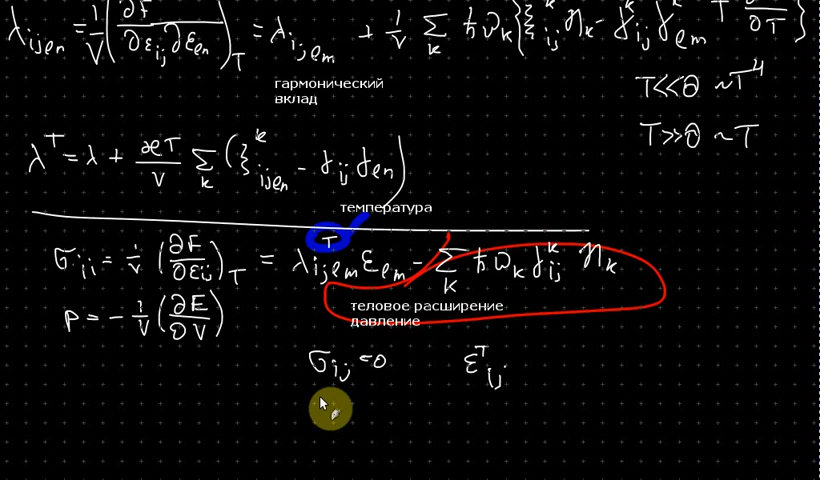 λ_ijen = 1/V (∂F / ∂ε_ij ∂ε_en)_T = λ_ijem + 1/V Σ_k ħω_k { ξ^k_ij n_k - γ^k_ij γ^k_em T ∂T }
гармонический
вклад
T<<Θ ~T^4
T>>Θ ~T
λ^T = λ + æT/V Σ_k (ξ^k_ijen - γ_ij γ_en)
температура
σ_ij = 1/V (∂F/∂ε_ij)_T = λ^T_ijem ε_em - Σ_k ħω_k γ^k_ij n_k
теловое расширение
давление
p = - 1/V (∂E/∂V)
σ_ij = 0 ε^T_ij